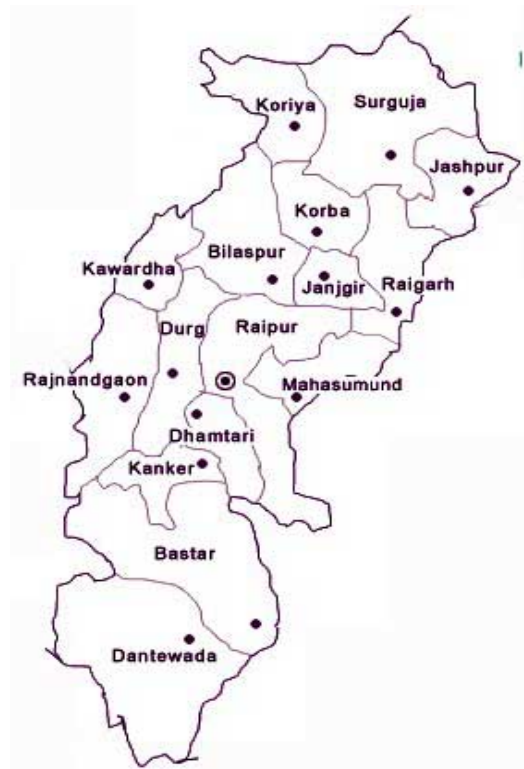 Koriya
Surguja
Jashpur
Korba
Bilaspur
Kawardha
Janjgir
Raigarh
Durg
Raipur
Rajnandgaon
Mahasumund
Dhamtari
Kanker
Bastar
Dantewada